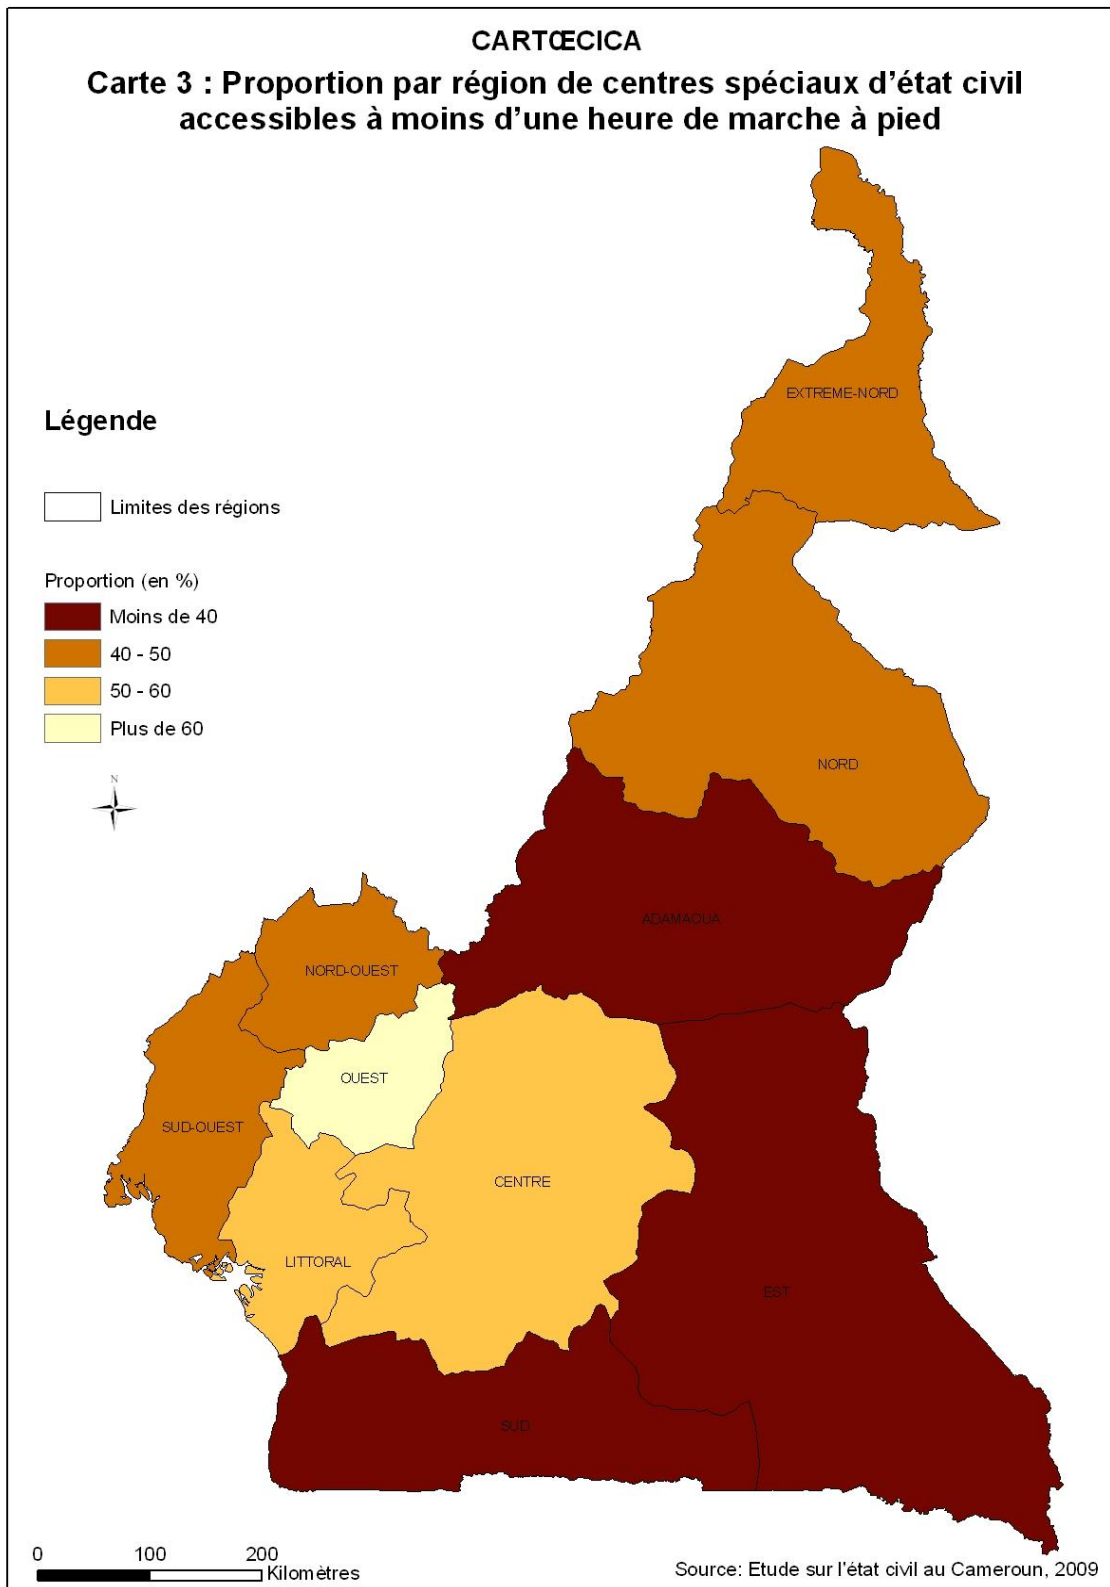 CARTŒCICA
Carte 3 : Proportion par région de centres spéciaux d’état civil
accessibles à moins d’une heure de marche à pied
EXTREME-NORD
Légende
Limites des régions
Proportion (en %)
Moins de 40
40 - 50
50 - 60
Plus de 60
N
NORD
ADAMAOUA
NORD-OUEST
OUEST
SUD-OUEST
CENTRE
LITTORAL
EST
SUD
0 100 200
Kilomètres
Source: Etude sur l'état civil au Cameroun, 2009